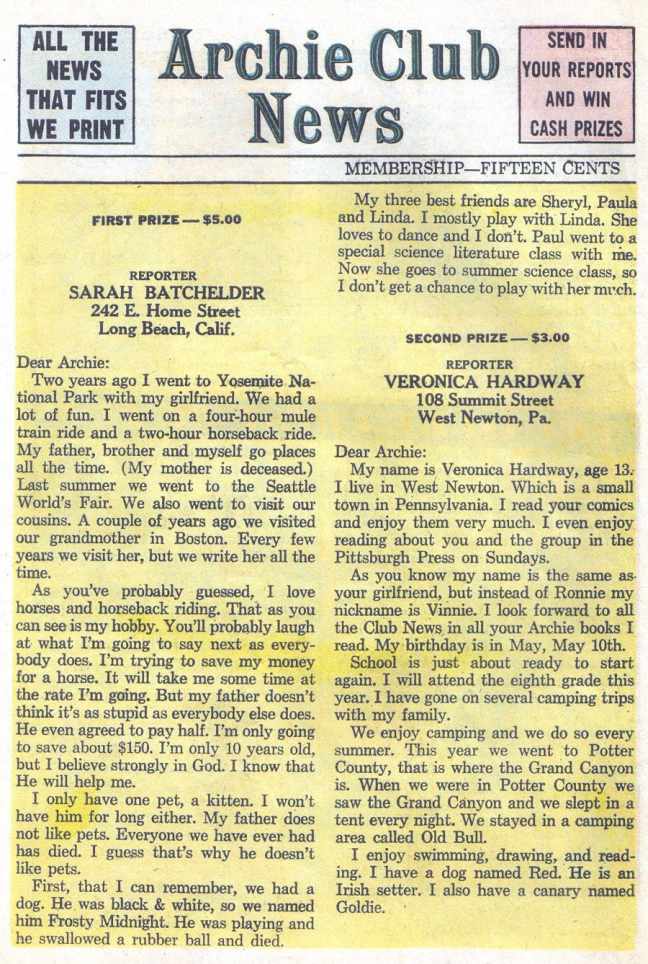 ALL THE
NEWS
THAT FITS
WE PRINT
Archie Club
News
SEND IN
YOUR REPORTS
AND WIN
CASH PRIZES
MEMBERSHIP—FIFTEEN CENTS
FIRST PRIZE — $5.00
REPORTER
SARAH BATCHELDER
242 E. Home Street
Long Beach, Calif.
Dear Archie:
Two years ago I went to Yosemite Na-
tional Park with my girlfriend. We had a
lot of fun. I went on a four-hour mule
train ride and a two-hour horseback ride.
My father, brother and myself go places
all the time. (My mother is deceased.)
Last summer we went to the Seattle
World's Fair. We also went to visit our
cousins. A couple of years ago we visited
our grandmother in Boston. Every few
years we visit her, but we write her all the
time.
As you've probably guessed, I love
horses and horseback riding. That as you
can see is my hobby. You'll probably laugh
at what I'm going to say next as every-
body does. I'm trying to save my money
for a horse. It will take me some time at
the rate I'm going. But my father doesn't
think it's as stupid as everybody else does.
He even agreed to pay half. I'm only going
to save about $150. I'm only 10 years old,
but I believe strongly in God. I know that
He will help me.
I only have one pet, a kitten. I won't
have him for long either. My father does
not like pets. Everyone we have ever had
has died. I guess that's why he doesn't
like pets.
First, that I can remember, we had a
dog. He was black & white, so we named
him Frosty Midnight. He was playing and
he swallowed a rubber ball and died.
My three best friends are Sheryl, Paula
and Linda. I mostly play with Linda. She
loves to dance and I don't. Paul went to a
special science literature class with me.
Now she goes to summer science class, so
I don't get a chance to play with her much.
SECOND PRIZE — $3.00
REPORTER
VERONICA HARDWAY
108 Summit Street
West Newton, Pa.
Dear Archie:
My name is Veronica Hardway, age 13.
I live in West Newton. Which is a small
town in Pennsylvania. I read your comics
and enjoy them very much. I even enjoy
reading about you and the group in the
Pittsburgh Press on Sundays.
As you know my name is the same as
your girlfriend, but instead of Ronnie my
nickname is Vinnie. I look forward to all
the Club News in all your Archie books I
read. My birthday is in May, May 10th.
School is just about ready to start
again. I will attend the eighth grade this
year. I have gone on several camping trips
with my family.
We enjoy camping and we do so every
summer. This year we went to Potter
County, that is where the Grand Canyon
is. When we were in Potter County we
saw the Grand Canyon and we slept in a
tent every night. We stayed in a camping
area called Old Bull.
I enjoy swimming, drawing, and read-
ing. I have a dog named Red. He is an
Irish setter. I also have a canary named
Goldie.